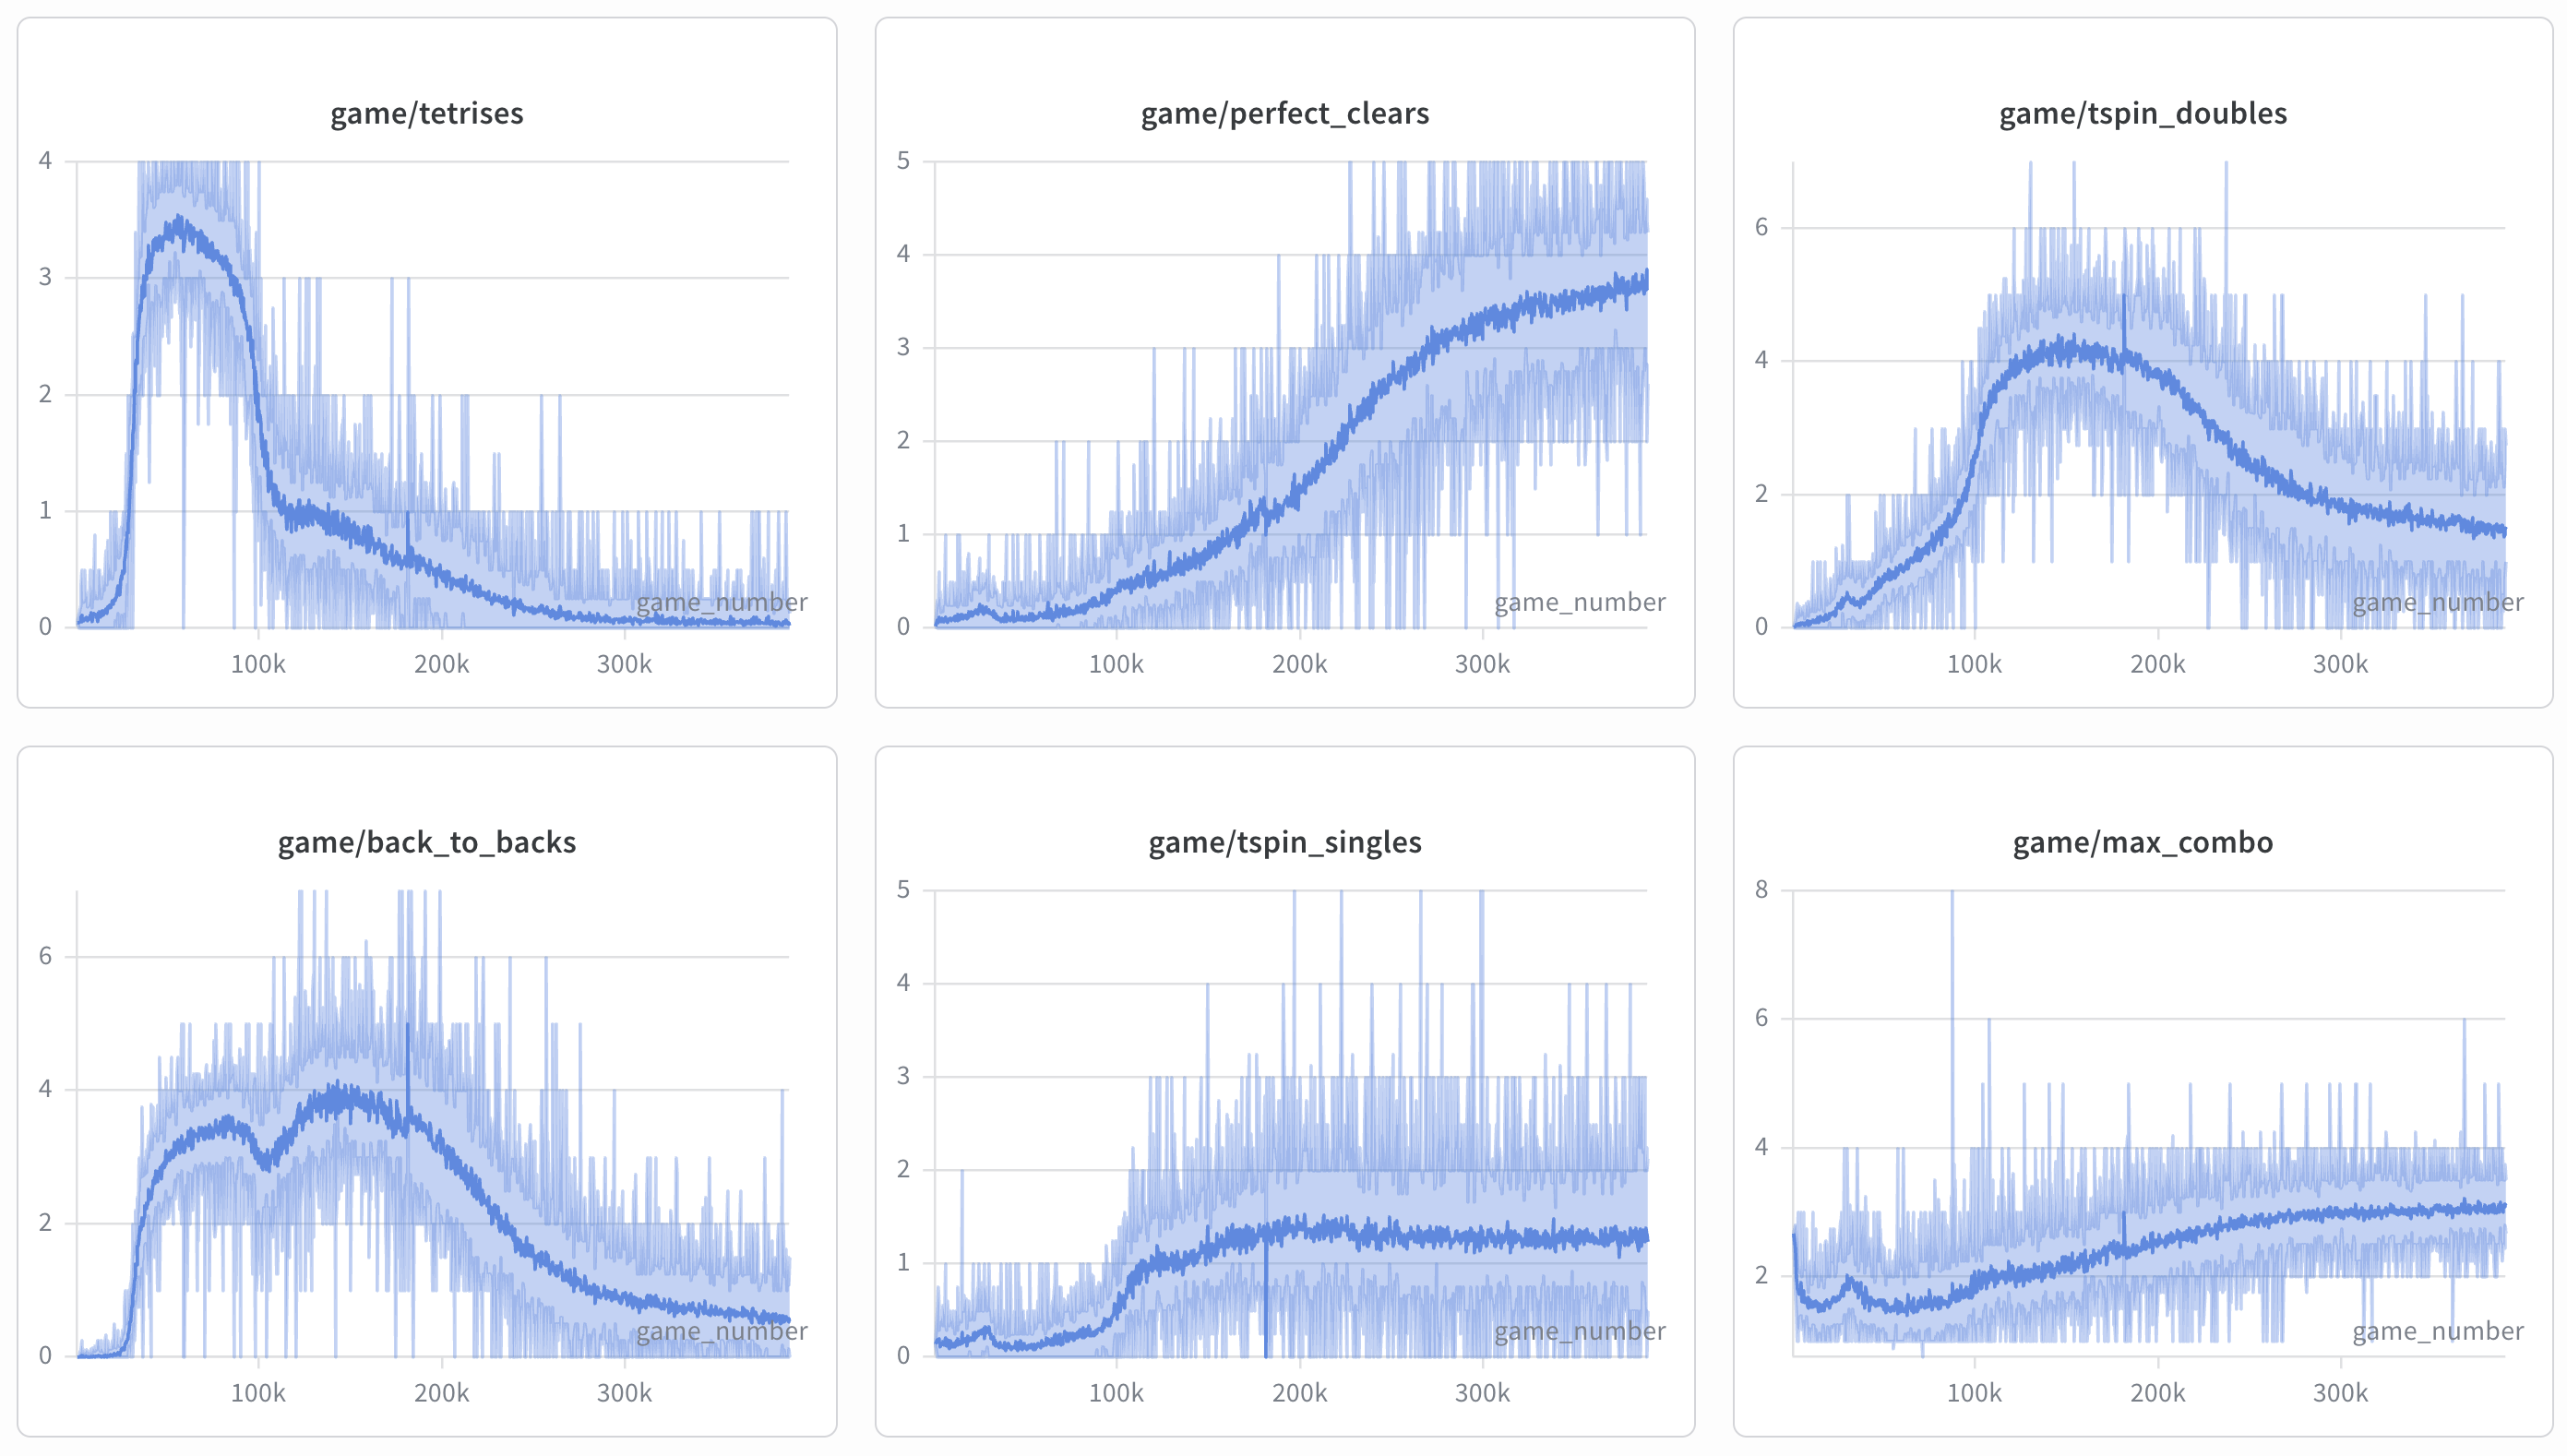 game/tetrises
4
3
2
1
0
100k
200k
300k
game_number
game/perfect_clears
5
4
3
2
1
0
100k
200k
300k
game_number
game/tspin_doubles
6
4
2
0
100k
200k
300k
game_number
game/back_to_backs
6
4
2
0
100k
200k
300k
game_number
game/tspin_singles
5
4
3
2
1
0
100k
200k
300k
game_number
game/max_combo
8
6
4
2
100k
200k
300k
game_number